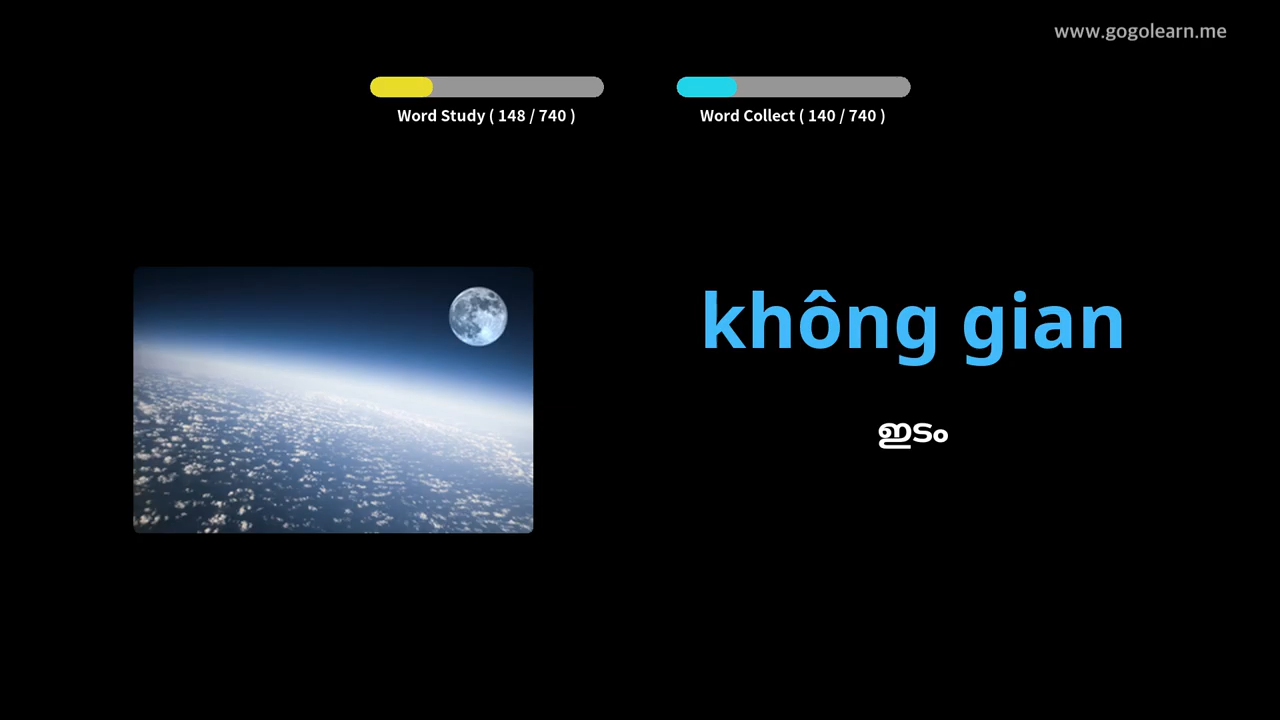 www.gogolearn.me
Word Study ( 148 / 740 )
Word Collect ( 140 / 740 )
không gian
ഇടം